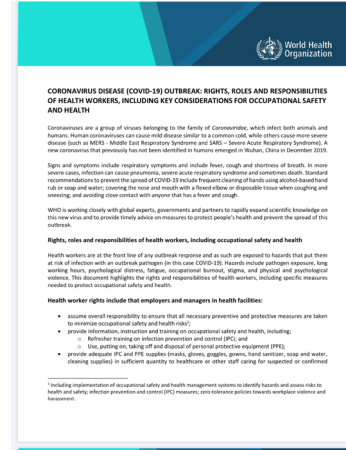 World Health
Organization
CORONAVIRUS DISEASE (COVID-19) OUTBREAK: RIGHTS, ROLES AND RESPONSIBILITIES
OF HEALTH WORKERS, INCLUDING KEY CONSIDERATIONS FOR OCCUPATIONAL SAFETY
AND HEALTH
Coronaviruses are a group of viruses belonging to the family of Coronaviridae, which infect both animals and
humans. Human coronaviruses can cause mild disease similar to a common cold, while others cause more severe
disease (such as MERS - Middle East Respiratory Syndrome and SARS – Severe Acute Respiratory Syndrome). A
new coronavirus that previously has not been identified in humans emerged in Wuhan, China in December 2019.
Signs and symptoms include respiratory symptoms and include fever, cough and shortness of breath. In more
severe cases, infection can cause pneumonia, severe acute respiratory syndrome and sometimes death. Standard
recommendations to prevent the spread of COVID-19 include frequent cleaning of hands using alcohol-based hand
rub or soap and water; covering the nose and mouth with a flexed elbow or disposable tissue when coughing and
sneezing; and avoiding close contact with anyone that has a fever and cough.
WHO is working closely with global experts, governments and partners to rapidly expand scientific knowledge on
this new virus and to provide timely advice on measures to protect people's health and prevent the spread of this
outbreak.
Rights, roles and responsibilities of health workers, including occupational safety and health
Health workers are at the front line of any outbreak response and as such are exposed to hazards that put them
at risk of infection with an outbreak pathogen (in this case COVID-19). Hazards include pathogen exposure, long
working hours, psychological distress, fatigue, occupational burnout, stigma, and physical and psychological
violence. This document highlights the rights and responsibilities of health workers, including specific measures
needed to protect occupational safety and health.
Health worker rights include that employers and managers in health facilities:
• assume overall responsibility to ensure that all necessary preventive and protective measures are taken
to minimize occupational safety and health risks¹;
• provide information, instruction and training on occupational safety and health, including;
o Refresher training on infection prevention and control (IPC); and
o Use, putting on, taking off and disposal of personal protective equipment (PPE);
• provide adequate IPC and PPE supplies (masks, gloves, goggles, gowns, hand sanitizer, soap and water,
cleaning supplies) in sufficient quantity to healthcare or other staff caring for suspected or confirmed
¹ Including implementation of occupational safety and health management systems to identify hazards and assess risks to
health and safety; infection prevention and control (IPC) measures; zero-tolerance policies towards workplace violence and
harassment.